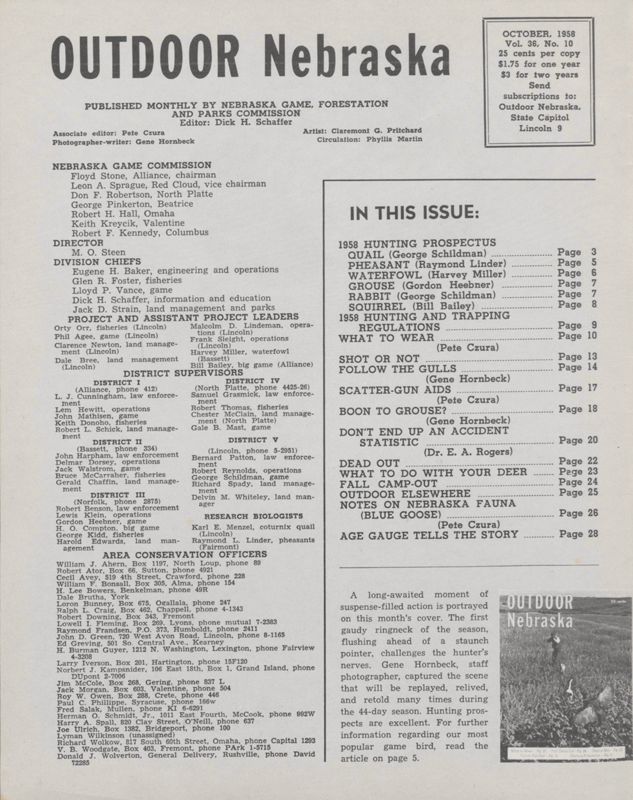 OUTDOOR Nebraska
OCTOBER, 1958
Vol. 36, No. 10
25 cents per copy
$1.75 for one year
$3 for two years
Send
subscriptions to:
Outdoor Nebraska,
State Capitol
Lincoln 9
PUBLISHED MONTHLY BY NEBRASKA GAME, FORESTATION
AND PARKS COMMISSION
Editor: Dick H. Schaffer
Associate editor: Pete Czura
Artist: Claremont G. Pritchard
Photographer-writer: Gene Hornbeck
Circulation: Phyllis Martin
NEBRASKA GAME COMMISSION
Floyd Stone, Alliance, chairman
Leon A. Sprague, Red Cloud, vice chairman
Don F. Robertson, North Platte
George Pinkerton, Beatrice
Robert H. Hall, Omaha
Keith Kreycik, Valentine
Robert F. Kennedy, Columbus
DIRECTOR
M. O. Steen
DIVISION CHIEFS
Eugene H. Baker, engineering and operations
Glen R. Foster, fisheries
Lloyd P. Vance, game
Dick H. Schaffer, information and education
Jack D. Strain, land management and parks
PROJECT AND ASSISTANT PROJECT LEADERS
Orty Orr, fisheries (Lincoln)
Phil Agee, game (Lincoln)
Clarence Newton, land manage-
ment (Lincoln)
Dale Bree, land management
(Lincoln)
Malcolm D. Lindeman, opera-
tions (Lincoln)
Frank Sleight, operations
(Lincoln)
Harvey Miller, waterfowl
(Bassett)
Bill Bailey, big game (Alliance)
DISTRICT SUPERVISORS
DISTRICT I
(Alliance, phone 412)
L. J. Cunningham, law enforce-
ment
Lem Hewitt, operations
John Mathisen, game
Keith Donoho, fisheries
Robert L. Schick, land manage-
ment
DISTRICT II
(Bassett, phone 334)
John Harpham, law enforcement
Delmar Dorsey, operations
Jack Walstrom, game
Bruce McCarraher, fisheries
Gerald Chaffin, land manage-
ment
DISTRICT III
(Norfolk, phone 2875)
Robert Benson, law enforcement
Lewis Klein, operations
Gordon Heebner, game
H. O. Compton, big game
George Kidd, fisheries
Harold Edwards, land man-
agement
DISTRICT IV
(North Platte, phone 4425-26)
Samuel Grasmick, law enforce-
ment
Robert Thomas, fisheries
Chester McClain, land manage-
ment (North Platte)
Gale B. Mast, game
DISTRICT V
(Lincoln, phone 5-2951)
Bernard Patton, law enforce-
ment
Robert Reynolds, operations
George Schildman, game
Richard Spady, land manage-
ment
Delvin M. Whiteley, land man-
ager
RESEARCH BIOLOGISTS
Karl E. Menzel, coturnix quail
(Lincoln)
Raymond L. Linder, pheasants
(Fairmont)
AREA CONSERVATION OFFICERS
William J. Ahern, Box 1197, North Loup, phone 89
Robert Ator, Box 66, Sutton, phone 4921
Cecil Avey, 519 4th Street, Crawford, phone 228
William F. Bonsall, Box 305, Alma, phone 154
H. Lee Bowers, Benkelman, phone 49R
Dale Brutha, York
Loron Bunney, Box 675, Ogallala, phone 247
Ralph L. Craig, Box 462, Chappell, phone 4-1343
Robert Downing, Box 343, Fremont
Lowell I. Fleming, Box 269, Lyons, phone mutual 7-2383
Raymond Frandsen, P.O. 373, Humboldt, phone 2411
John D. Green, 720 West Avon Road, Lincoln, phone 8-1165
Ed Greving, 501 So. Central Ave., Kearney
H. Burman Guyer, 1212 N. Washington, Lexington, phone Fairview
4-3208
Larry Iverson, Box 201, Hartington, phone 15F120
Norbert J. Kampsnider, 106 East 18th, Box 1, Grand Island, phone
DUpont 2-7006
Jim McCole, Box 268, Gering, phone 837 L
Jack Morgan, Box 603, Valentine, phone 504
Roy W. Owen, Box 288, Crete, phone 446
Paul C. Phillippe, Syracuse, phone 166w
Fred Salak, Mullen, phone KI 6-6291
Herman O. Schmidt, Jr., 1011 East Fourth, McCook, phone 992W
Harry A. Spall, 820 Clay Street, O'Neill, phone 637
Joe Ulrich, Box 1382, Bridgeport, phone 100
Lyman Wilkinson (unassigned)
Richard Wolkow, 817 South 60th Street, Omaha, phone Capital 1293
V. B. Woodgate, Box 403, Fremont, phone PArk 1-5715
Donald J. Wolverton, General Delivery, Rushville, phone David
72285
IN THIS ISSUE:
1958 HUNTING PROSPECTUS
QUAIL (George Schildman) Page 3
PHEASANT (Raymond Linder) Page 5
WATERFOWL (Harvey Miller) Page 6
GROUSE (Gordon Heebner) Page 7
RABBIT (George Schildman) Page 7
SQUIRREL (Bill Bailey) Page 8
1958 HUNTING AND TRAPPING
REGULATIONS Page 9
WHAT TO WEAR Page 10
(Pete Czura)
SHOT OR NOT Page 13
FOLLOW THE GULLS Page 14
(Gene Hornbeck)
SCATTER-GUN AIDS Page 17
(Pete Czura)
BOON TO GROUSE? Page 18
(Gene Hornbeck)
DON'T END UP AN ACCIDENT
STATISTIC Page 20
(Dr. E. A. Rogers)
DEAD OUT Page 22
WHAT TO DO WITH YOUR DEER Page 23
FALL CAMP-OUT Page 24
OUTDOOR ELSEWHERE Page 25
NOTES ON NEBRASKA FAUNA
(BLUE GOOSE) Page 26
(Pete Czura)
AGE GAUGE TELLS THE STORY Page 28
A long-awaited moment of
suspense-filled action is portrayed
on this month's cover. The first
gaudy ringneck of the season,
flushing ahead of a staunch
pointer, challenges the hunter's
nerves. Gene Hornbeck, staff
photographer, captured the scene
that will be replayed, relived,
and retold many times during
the 44-day season. Hunting pros-
pects are excellent. For further
information regarding our most
popular game bird, read the
article on page 5.
OUTDOOR
Nebraska